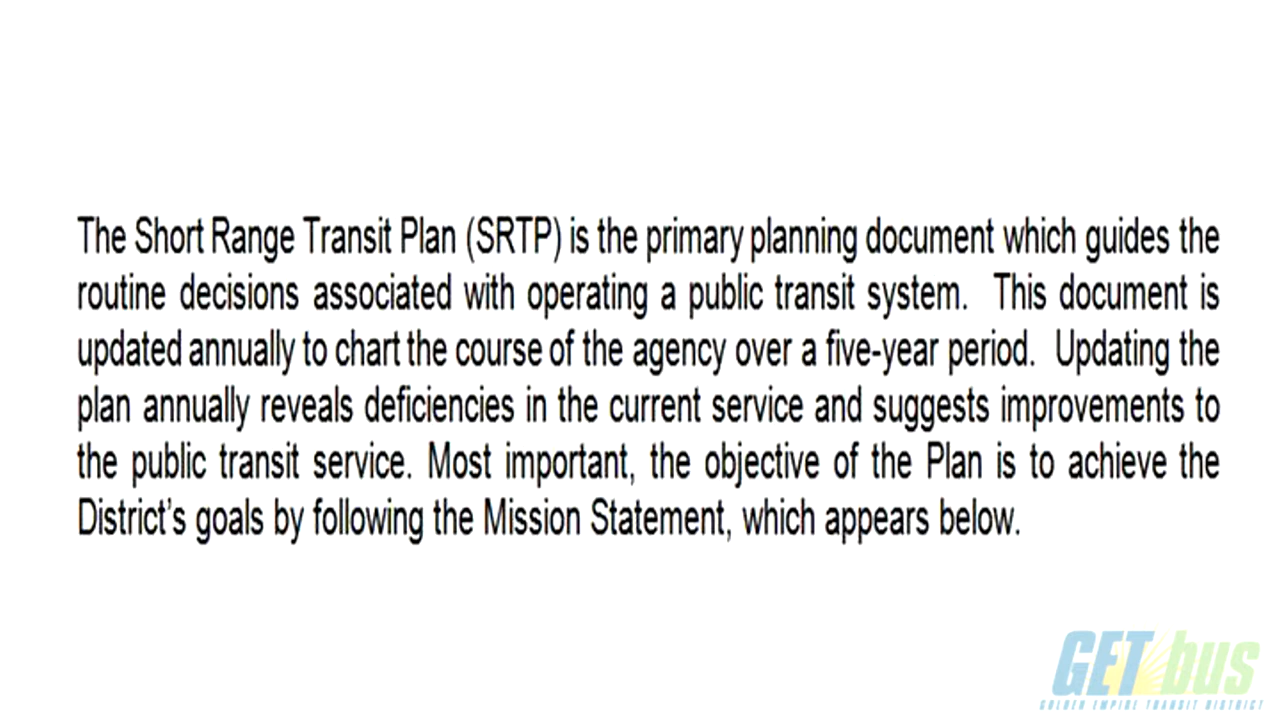 The Short Range Transit Plan (SRTP) is the primary planning document which guides the
routine decisions associated with operating a public transit system. This document is
updated annually to chart the course of the agency over a five-year period. Updating the
plan annually reveals deficiencies in the current service and suggests improvements to
the public transit service. Most important, the objective of the Plan is to achieve the
District's goals by following the Mission Statement, which appears below.
GET bus
GOLDEN EMPIRE TRANSIT DISTRICT